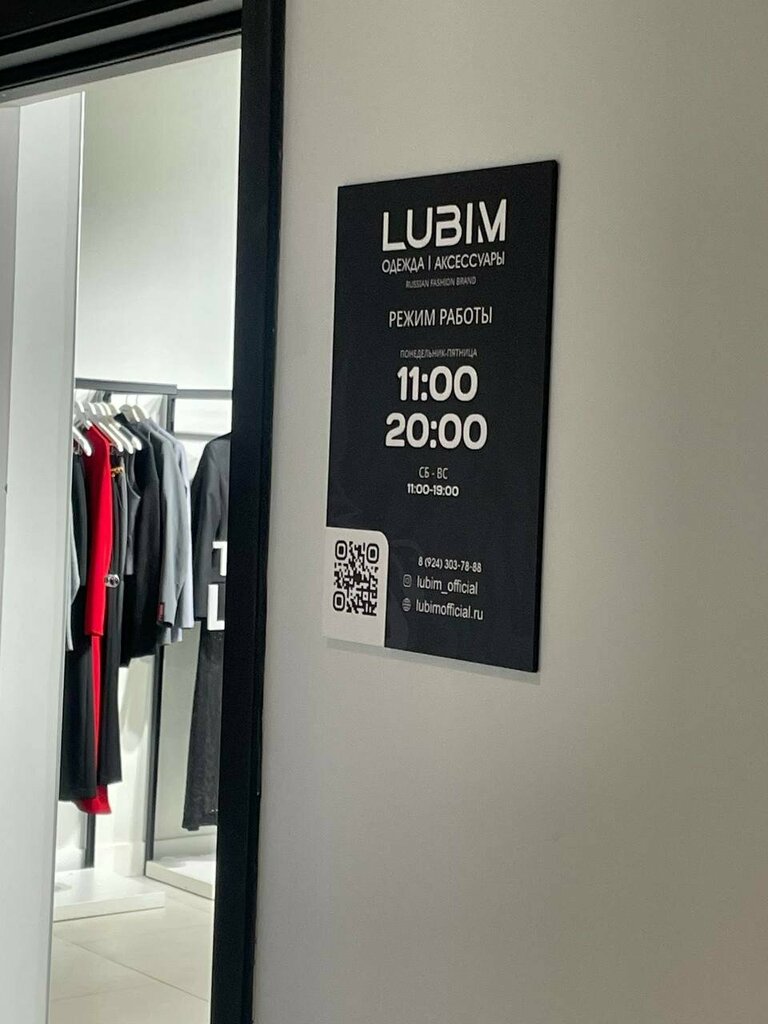 LUBIM
ОДЕЖДА | АКСЕССУАРЫ
RUSSIAN FASHION BRAND
РЕЖИМ РАБОТЫ
ПОНЕДЕЛЬНИК-ПЯТНИЦА
11:00
20:00
СБ - ВС
11:00-19:00
8 (924) 303-78-88
lubim_official
lubimofficial.ru